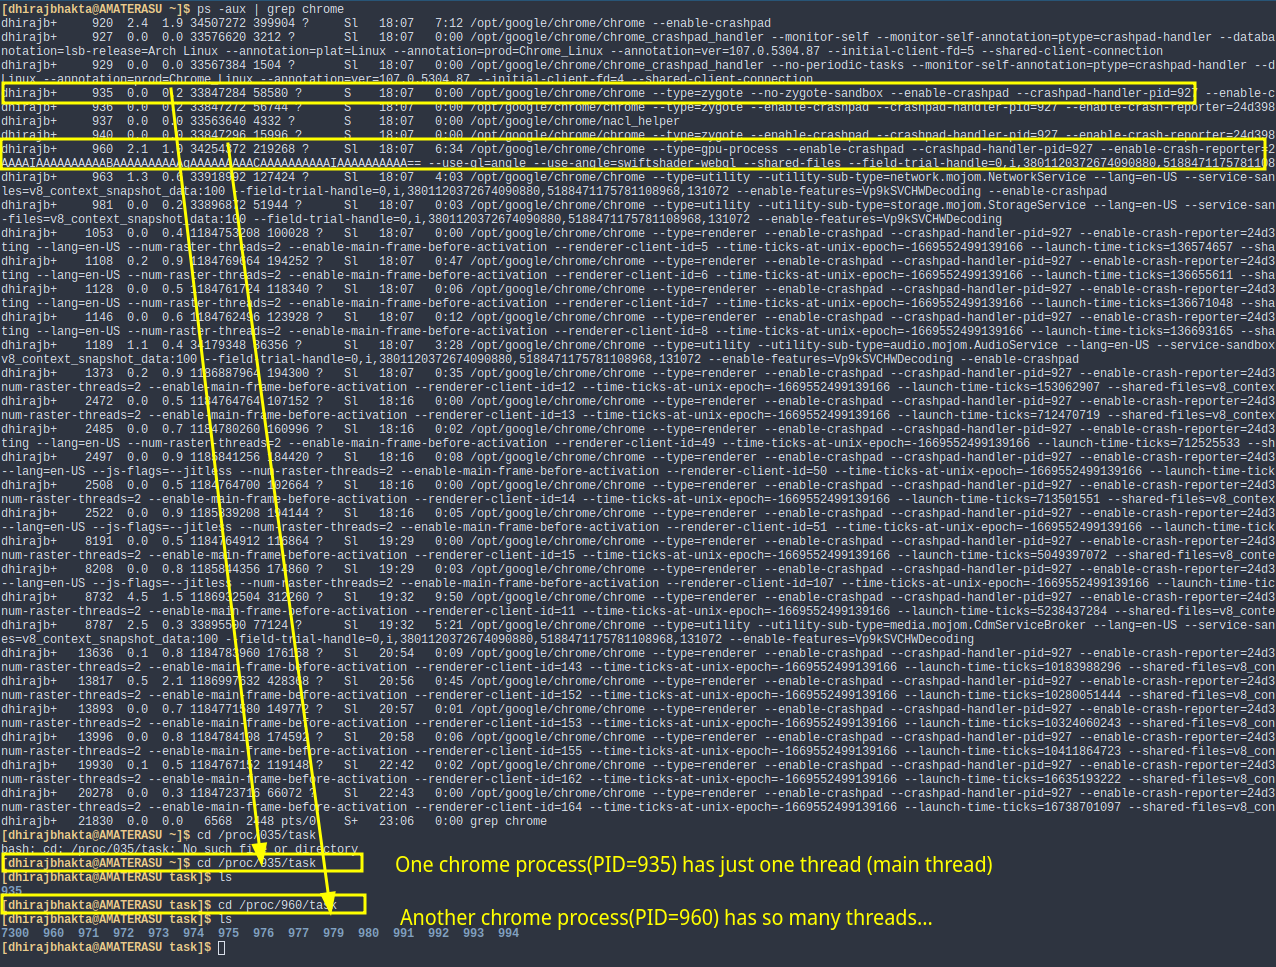 [dhirajbhakta@AMATERASU ~]$ ps -aux | grep chrome
dhirajb+     920  2.4  1.9 34507272 399904 ?       Sl   18:07   7:12 /opt/google/chrome/chrome --enable-crashpad
dhirajb+     927  0.0  0.0 33576620 3212 ?         Sl   18:07   0:00 /opt/google/chrome/chrome_crashpad_handler --monitor-self --monitor-self-annotation=ptype=crashpad-handler --databa
notation=lsb-release=Arch Linux --annotation=plat=Linux --annotation=prod=Chrome_Linux --annotation=ver=107.0.5304.87 --initial-client-fd=5 --shared-client-connection
dhirajb+     929  0.0  0.0 33567384 1504 ?         Sl   18:07   0:00 /opt/google/chrome/chrome_crashpad_handler --no-periodic-tasks --monitor-self-annotation=ptype=crashpad-handler --d
Linux --annotation=prod=Chrome_Linux --annotation=ver=107.0.5304.87 --initial-client-fd=4 --shared-client-connection
dhirajb+     935  0.0  0.2 33847284 58580 ?        S    18:07   0:00 /opt/google/chrome/chrome --type=zygote --no-zygote-sandbox --enable-crashpad --crashpad-handler-pid=927 --enable-c
dhirajb+     936  0.0  0.2 33847272 56744 ?        S    18:07   0:00 /opt/google/chrome/chrome --type=zygote --enable-crashpad --crashpad-handler-pid=927 --enable-crash-reporter=24d398
dhirajb+     937  0.0  0.0 33563640 4332 ?         S    18:07   0:00 /opt/google/chrome/nacl_helper
dhirajb+     940  0.0  0.0 33847296 15996 ?        S    18:07   0:00 /opt/google/chrome/chrome --type=zygote --enable-crashpad --crashpad-handler-pid=927 --enable-crash-reporter=24d398
dhirajb+     960  2.1  1.0 34254372 219268 ?       Sl   18:07   6:34 /opt/google/chrome/chrome --type=gpu-process --enable-crashpad --crashpad-handler-pid=927 --enable-crash-reporter=2
AAAAIAAAAAAAAAABAAAAAAAAAAgAAAAAAAAACAAAAAAAAAAIAAAAAAAAAA== --use-gl=angle --use-angle=swiftshader-webgl --shared-files --field-trial-handle=0,i,3801120372674090880,5188471175781108
dhirajb+     963  1.3  0.6 33918992 127424 ?       Sl   18:07   4:03 /opt/google/chrome/chrome --type=utility --utility-sub-type=network.mojom.NetworkService --lang=en-US --service-san
les=v8_context_snapshot_data:100 --field-trial-handle=0,i,3801120372674090880,5188471175781108968,131072 --enable-features=Vp9kSVCHWDecoding --enable-crashpad
dhirajb+     981  0.0  0.2 33896872 51944 ?        Sl   18:07   0:03 /opt/google/chrome/chrome --type=utility --utility-sub-type=storage.mojom.StorageService --lang=en-US --service-san
-files=v8_context_snapshot_data:100 --field-trial-handle=0,i,3801120372674090880,5188471175781108968,131072 --enable-features=Vp9kSVCHWDecoding
dhirajb+    1053  0.0  0.4 1184753208 100028 ?     Sl   18:07   0:00 /opt/google/chrome/chrome --type=renderer --enable-crashpad --crashpad-handler-pid=927 --enable-crash-reporter=24d3
ting --lang=en-US --num-raster-threads=2 --enable-main-frame-before-activation --renderer-client-id=5 --time-ticks-at-unix-epoch=-1669552499139166 --launch-time-ticks=136574657 --sha
dhirajb+    1108  0.2  0.9 1184769664 194252 ?     Sl   18:07   0:47 /opt/google/chrome/chrome --type=renderer --enable-crashpad --crashpad-handler-pid=927 --enable-crash-reporter=24d3
ting --lang=en-US --num-raster-threads=2 --enable-main-frame-before-activation --renderer-client-id=6 --time-ticks-at-unix-epoch=-1669552499139166 --launch-time-ticks=136655611 --sha
dhirajb+    1128  0.0  0.5 1184761724 118340 ?     Sl   18:07   0:06 /opt/google/chrome/chrome --type=renderer --enable-crashpad --crashpad-handler-pid=927 --enable-crash-reporter=24d3
ting --lang=en-US --num-raster-threads=2 --enable-main-frame-before-activation --renderer-client-id=7 --time-ticks-at-unix-epoch=-1669552499139166 --launch-time-ticks=136671048 --sha
dhirajb+    1146  0.0  0.6 1184762496 123928 ?     Sl   18:07   0:12 /opt/google/chrome/chrome --type=renderer --enable-crashpad --crashpad-handler-pid=927 --enable-crash-reporter=24d3
ting --lang=en-US --num-raster-threads=2 --enable-main-frame-before-activation --renderer-client-id=8 --time-ticks-at-unix-epoch=-1669552499139166 --launch-time-ticks=136693165 --sha
dhirajb+    1189  1.1  0.4 34179348 86356 ?        Sl   18:07   3:28 /opt/google/chrome/chrome --type=utility --utility-sub-type=audio.mojom.AudioService --lang=en-US --service-sandbox
v8_context_snapshot_data:100 --field-trial-handle=0,i,3801120372674090880,5188471175781108968,131072 --enable-features=Vp9kSVCHWDecoding --enable-crashpad
dhirajb+    1373  0.2  0.9 1186887964 194300 ?     Sl   18:07   0:35 /opt/google/chrome/chrome --type=renderer --enable-crashpad --crashpad-handler-pid=927 --enable-crash-reporter=24d3
num-raster-threads=2 --enable-main-frame-before-activation --renderer-client-id=12 --time-ticks-at-unix-epoch=-1669552499139166 --launch-time-ticks=153062907 --shared-files=v8_contex
dhirajb+    2472  0.0  0.5 1184764764 107152 ?     Sl   18:16   0:00 /opt/google/chrome/chrome --type=renderer --enable-crashpad --crashpad-handler-pid=927 --enable-crash-reporter=24d3
num-raster-threads=2 --enable-main-frame-before-activation --renderer-client-id=13 --time-ticks-at-unix-epoch=-1669552499139166 --launch-time-ticks=712470719 --shared-files=v8_contex
dhirajb+    2485  0.0  0.7 1184780260 160996 ?     Sl   18:16   0:02 /opt/google/chrome/chrome --type=renderer --enable-crashpad --crashpad-handler-pid=927 --enable-crash-reporter=24d3
ting --lang=en-US --num-raster-threads=2 --enable-main-frame-before-activation --renderer-client-id=49 --time-ticks-at-unix-epoch=-1669552499139166 --launch-time-ticks=712525533 --sh
dhirajb+    2497  0.0  0.9 1185841256 184420 ?     Sl   18:16   0:08 /opt/google/chrome/chrome --type=renderer --enable-crashpad --crashpad-handler-pid=927 --enable-crash-reporter=24d3
--lang=en-US --js-flags=--jitless --num-raster-threads=2 --enable-main-frame-before-activation --renderer-client-id=50 --time-ticks-at-unix-epoch=-1669552499139166 --launch-time-tick
dhirajb+    2508  0.0  0.5 1184764700 102664 ?     Sl   18:16   0:00 /opt/google/chrome/chrome --type=renderer --enable-crashpad --crashpad-handler-pid=927 --enable-crash-reporter=24d3
num-raster-threads=2 --enable-main-frame-before-activation --renderer-client-id=14 --time-ticks-at-unix-epoch=-1669552499139166 --launch-time-ticks=713501551 --shared-files=v8_contex
dhirajb+    2522  0.0  0.9 1185839208 194144 ?     Sl   18:16   0:05 /opt/google/chrome/chrome --type=renderer --enable-crashpad --crashpad-handler-pid=927 --enable-crash-reporter=24d3
--lang=en-US --js-flags=--jitless --num-raster-threads=2 --enable-main-frame-before-activation --renderer-client-id=51 --time-ticks-at-unix-epoch=-1669552499139166 --launch-time-tick
dhirajb+    8191  0.0  0.5 1184764912 116864 ?     Sl   19:29   0:00 /opt/google/chrome/chrome --type=renderer --enable-crashpad --crashpad-handler-pid=927 --enable-crash-reporter=24d3
num-raster-threads=2 --enable-main-frame-before-activation --renderer-client-id=15 --time-ticks-at-unix-epoch=-1669552499139166 --launch-time-ticks=5049397072 --shared-files=v8_conte
dhirajb+    8208  0.0  0.8 1185844356 174860 ?     Sl   19:29   0:03 /opt/google/chrome/chrome --type=renderer --enable-crashpad --crashpad-handler-pid=927 --enable-crash-reporter=24d3
--lang=en-US --js-flags=--jitless --num-raster-threads=2 --enable-main-frame-before-activation --renderer-client-id=107 --time-ticks-at-unix-epoch=-1669552499139166 --launch-time-tic
dhirajb+    8732  4.5  1.5 1186932504 312260 ?     Sl   19:32   9:50 /opt/google/chrome/chrome --type=renderer --enable-crashpad --crashpad-handler-pid=927 --enable-crash-reporter=24d3
num-raster-threads=2 --enable-main-frame-before-activation --renderer-client-id=11 --time-ticks-at-unix-epoch=-1669552499139166 --launch-time-ticks=5238437284 --shared-files=v8_conte
dhirajb+    8787  2.5  0.3 33895500 77124 ?        Sl   19:32   5:21 /opt/google/chrome/chrome --type=utility --utility-sub-type=media.mojom.CdmServiceBroker --lang=en-US --service-san
es=v8_context_snapshot_data:100 --field-trial-handle=0,i,3801120372674090880,5188471175781108968,131072 --enable-features=Vp9kSVCHWDecoding
dhirajb+   13636  0.1  0.8 1184783960 176168 ?     Sl   20:54   0:09 /opt/google/chrome/chrome --type=renderer --enable-crashpad --crashpad-handler-pid=927 --enable-crash-reporter=24d3
num-raster-threads=2 --enable-main-frame-before-activation --renderer-client-id=143 --time-ticks-at-unix-epoch=-1669552499139166 --launch-time-ticks=10183988296 --shared-files=v8_con
dhirajb+   13817  0.5  2.1 1186997632 428368 ?     Sl   20:56   0:45 /opt/google/chrome/chrome --type=renderer --enable-crashpad --crashpad-handler-pid=927 --enable-crash-reporter=24d3
num-raster-threads=2 --enable-main-frame-before-activation --renderer-client-id=152 --time-ticks-at-unix-epoch=-1669552499139166 --launch-time-ticks=10280051444 --shared-files=v8_con
dhirajb+   13893  0.0  0.7 1184771580 149772 ?     Sl   20:57   0:01 /opt/google/chrome/chrome --type=renderer --enable-crashpad --crashpad-handler-pid=927 --enable-crash-reporter=24d3
num-raster-threads=2 --enable-main-frame-before-activation --renderer-client-id=153 --time-ticks-at-unix-epoch=-1669552499139166 --launch-time-ticks=10324060243 --shared-files=v8_con
dhirajb+   13996  0.0  0.8 1184784108 174592 ?     Sl   20:58   0:06 /opt/google/chrome/chrome --type=renderer --enable-crashpad --crashpad-handler-pid=927 --enable-crash-reporter=24d3
num-raster-threads=2 --enable-main-frame-before-activation --renderer-client-id=155 --time-ticks-at-unix-epoch=-1669552499139166 --launch-time-ticks=10411864723 --shared-files=v8_con
dhirajb+   19930  0.1  0.5 1184767152 119148 ?     Sl   22:42   0:02 /opt/google/chrome/chrome --type=renderer --enable-crashpad --crashpad-handler-pid=927 --enable-crash-reporter=24d3
num-raster-threads=2 --enable-main-frame-before-activation --renderer-client-id=162 --time-ticks-at-unix-epoch=-1669552499139166 --launch-time-ticks=16635193222 --shared-files=v8_con
dhirajb+   20278  0.0  0.3 1184723716 66072 ?      Sl   22:43   0:00 /opt/google/chrome/chrome --type=renderer --enable-crashpad --crashpad-handler-pid=927 --enable-crash-reporter=24d3
num-raster-threads=2 --enable-main-frame-before-activation --renderer-client-id=164 --time-ticks-at-unix-epoch=-1669552499139166 --launch-time-ticks=16738701097 --shared-files=v8_con
dhirajb+   21830  0.0  0.0   6568  2448 pts/0    S+   23:06   0:00 grep chrome
[dhirajbhakta@AMATERASU ~]$ cd /proc/035/task
bash: cd: /proc/035/task: No such file or directory
[dhirajbhakta@AMATERASU ~]$ cd /proc/935/task
One chrome process(PID=935) has just one thread (main thread)
[dhirajbhakta@AMATERASU task]$ ls
935
[dhirajbhakta@AMATERASU task]$ cd /proc/960/task
Another chrome process(PID=960) has so many threads...
[dhirajbhakta@AMATERASU task]$ ls
7300  960  971  972  973  974  975  976  977  979  980  991  992  993  994
[dhirajbhakta@AMATERASU task]$